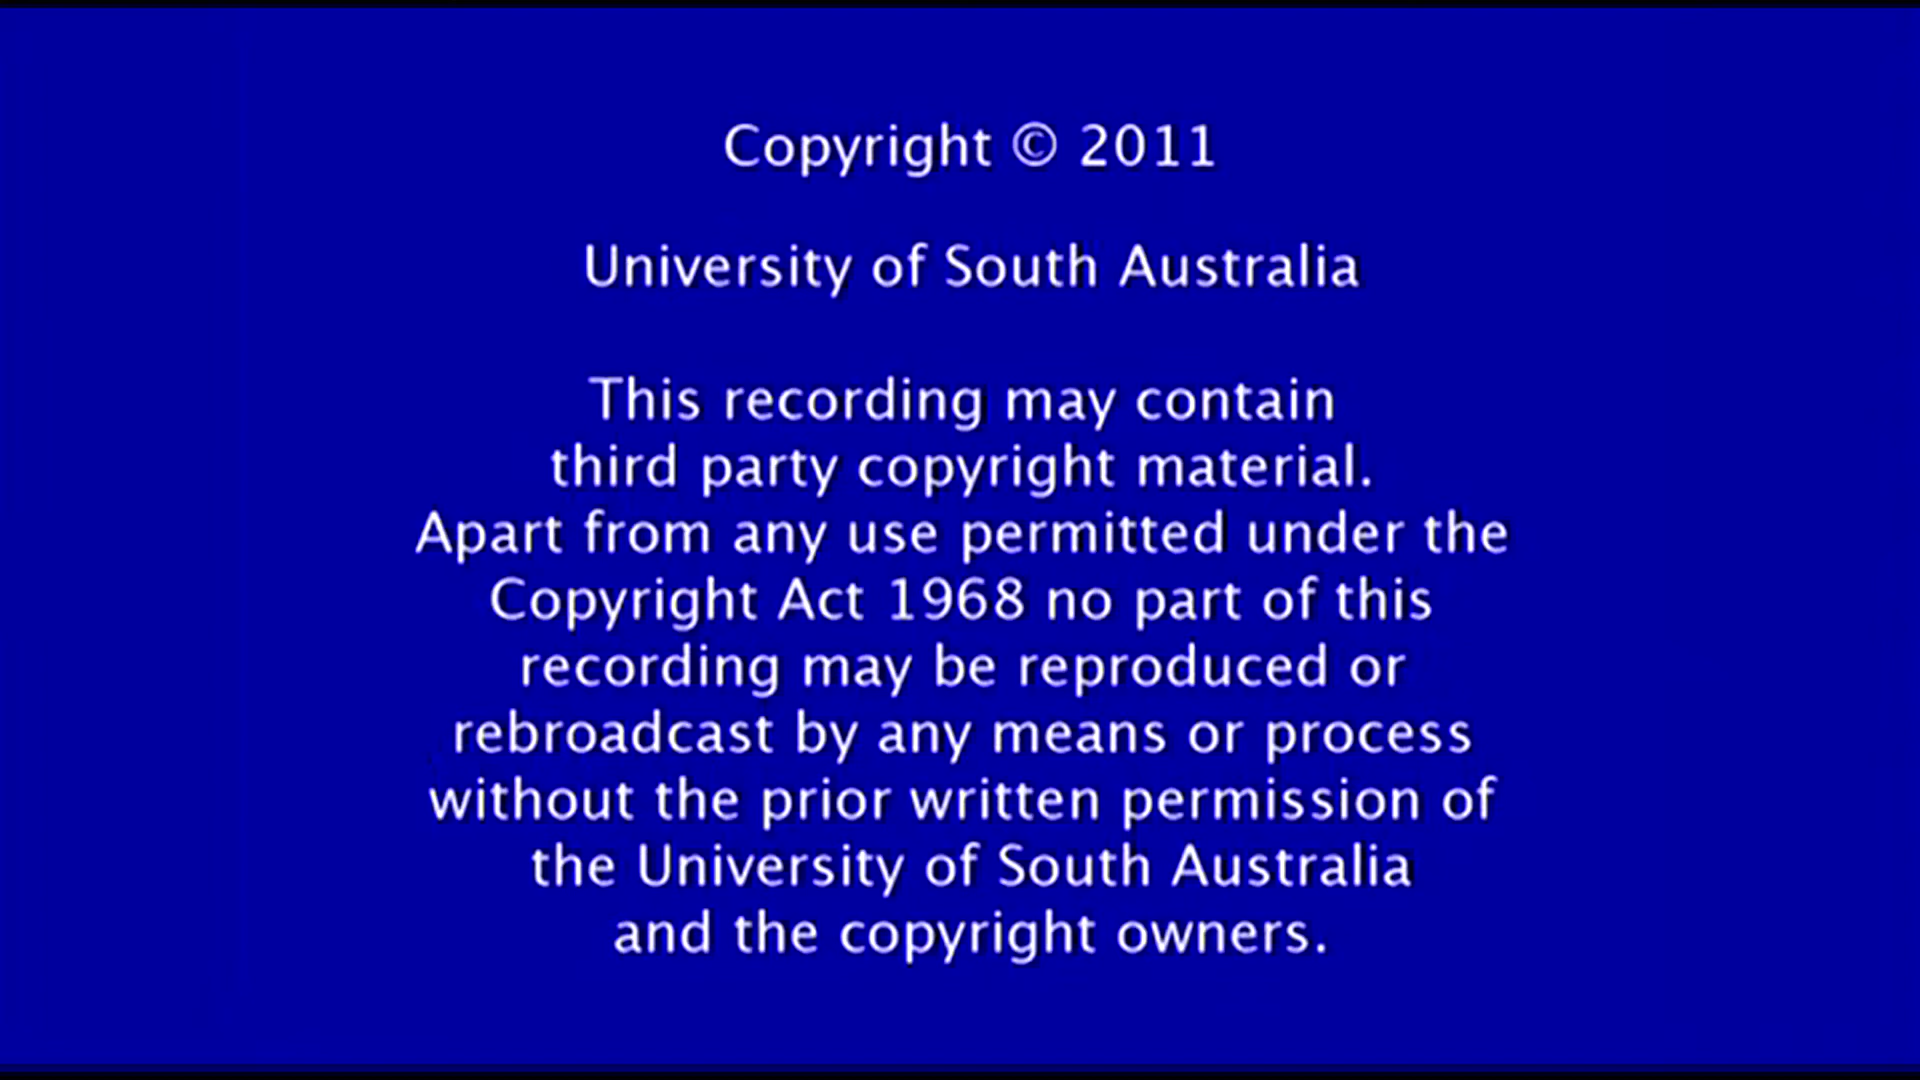 Copyright © 2011
University of South Australia
This recording may contain
third party copyright material.
Apart from any use permitted under the
Copyright Act 1968 no part of this
recording may be reproduced or
rebroadcast by any means or process
without the prior written permission of
the University of South Australia
and the copyright owners.